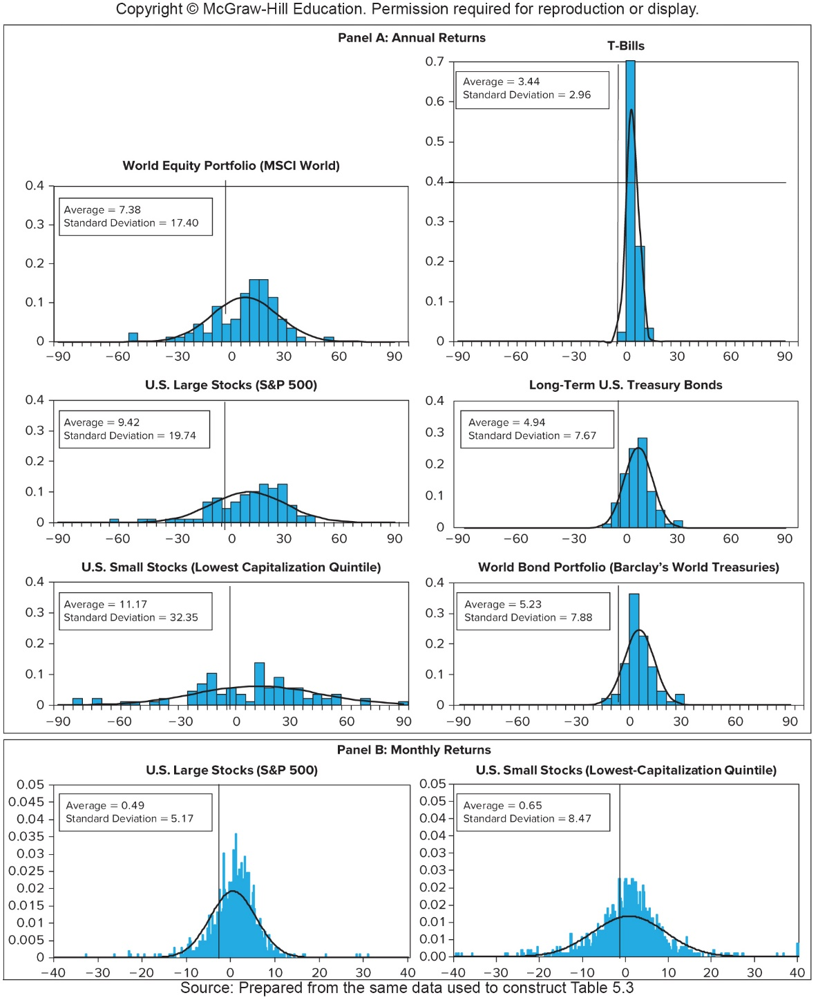 Copyright © McGraw-Hill Education. Permission required for reproduction or display.
Panel A: Annual Returns
T-Bills
0.7
0.6
0.5
0.4
0.3
0.2
0.1
0
Average = 3.44
Standard Deviation = 2.96
−90 −60 −30 0 30 60 90
World Equity Portfolio (MSCI World)
0.4
0.3
0.2
0.1
0
Average = 7.38
Standard Deviation = 17.40
−90 −60 −30 0 30 60 90
U.S. Large Stocks (S&P 500)
0.4
0.3
0.2
0.1
0
Average = 9.42
Standard Deviation = 19.74
−90 −60 −30 0 30 60 90
Long-Term U.S. Treasury Bonds
0.4
0.3
0.2
0.1
0
Average = 4.94
Standard Deviation = 7.67
−90 −60 −30 0 30 60 90
U.S. Small Stocks (Lowest Capitalization Quintile)
0.4
0.3
0.2
0.1
0
Average = 11.17
Standard Deviation = 32.35
−90 −60 −30 0 30 60 90
World Bond Portfolio (Barclay’s World Treasuries)
0.4
0.3
0.2
0.1
0
Average = 5.23
Standard Deviation = 7.88
−90 −60 −30 0 30 60 90
Panel B: Monthly Returns
U.S. Large Stocks (S&P 500)
0.05
0.045
0.04
0.035
0.03
0.025
0.02
0.015
0.01
0.005
0
Average = 0.49
Standard Deviation = 5.17
−40 −30 −20 −10 0 10 20 30 40
U.S. Small Stocks (Lowest-Capitalization Quintile)
0.05
0.05
0.04
0.04
0.03
0.03
0.02
0.02
0.01
0.01
0.00
Average = 0.65
Standard Deviation = 8.47
−40 −30 −20 −10 0 10 20 30 40
Source: Prepared from the same data used to construct Table 5.3